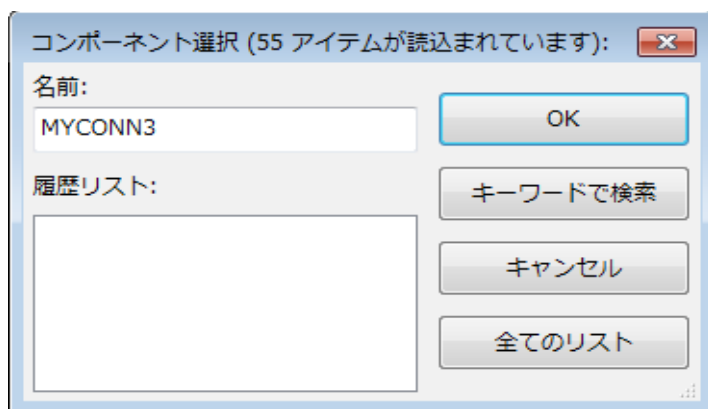 コンポーネント選択 (55 アイテムが読込まれています):
名前:
MYCONN3
OK
履歴リスト:
キーワードで検索
キャンセル
全てのリスト